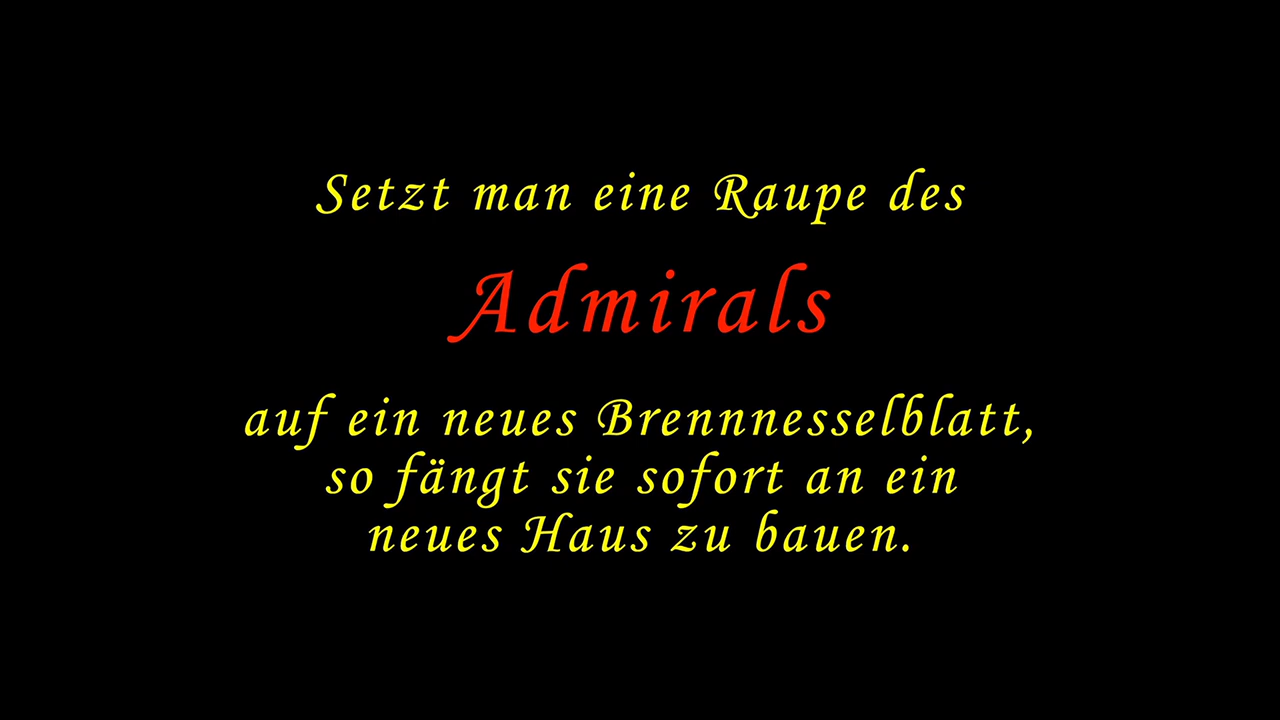 Setzt man eine Raupe des
Admirals
auf ein neues Brennnesselblatt,
so fängt sie sofort an ein
neues Haus zu bauen.